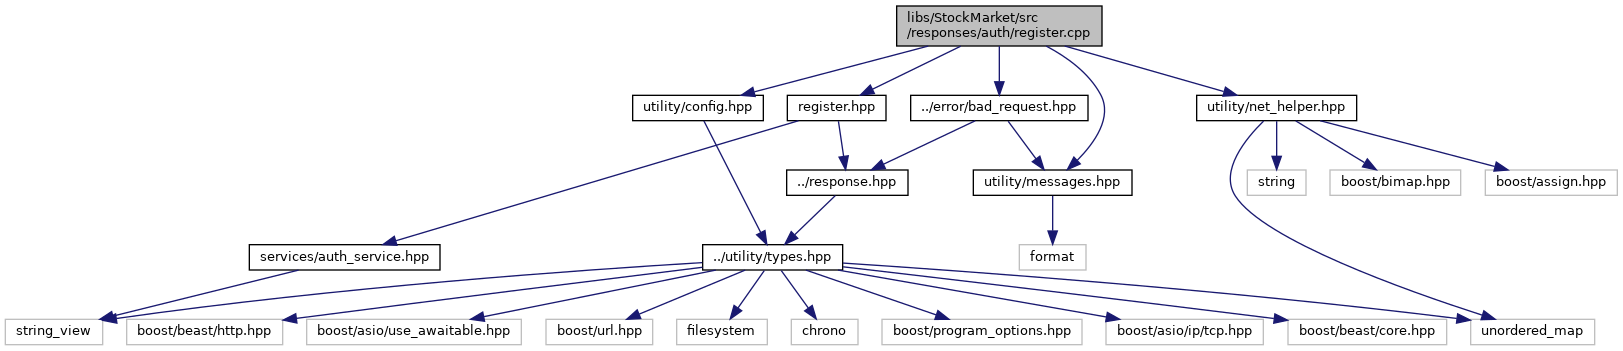 libs/StockMarket/src
/responses/auth/register.cpp
utility/config.hpp
register.hpp
../error/bad_request.hpp
utility/net_helper.hpp
../response.hpp
utility/messages.hpp
string
boost/bimap.hpp
boost/assign.hpp
services/auth_service.hpp
../utility/types.hpp
format
string_view
boost/beast/http.hpp
boost/asio/use_awaitable.hpp
boost/url.hpp
filesystem
chrono
boost/program_options.hpp
boost/asio/ip/tcp.hpp
boost/beast/core.hpp
unordered_map